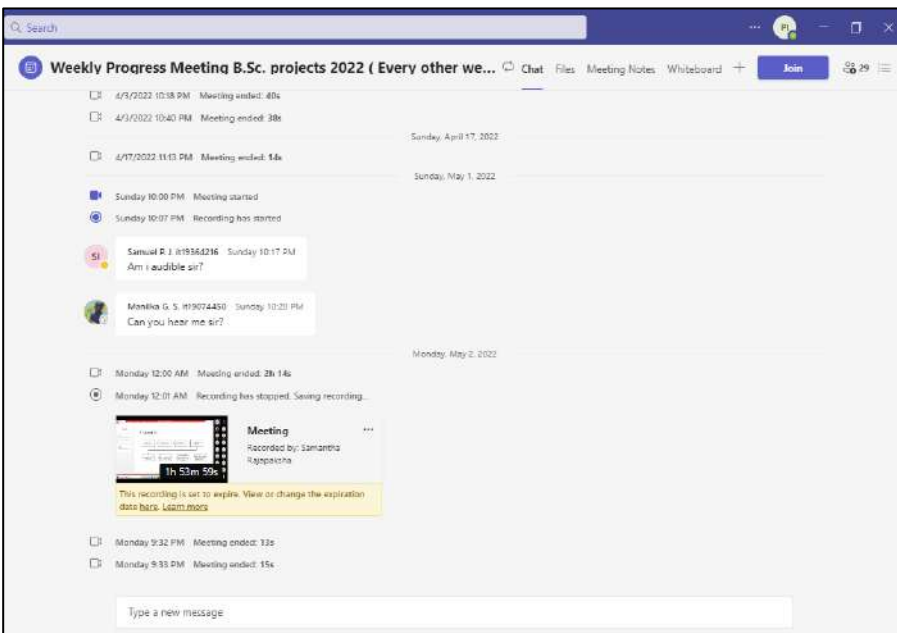 Search
Weekly Progress Meeting B.Sc. projects 2022 ( Every other we... Chat Files Meeting Notes Whiteboard + Join 29
4/3/2022 10:18 PM Meeting ended: 40s
4/3/2022 10:40 PM Meeting ended: 38s
Sunday, April 17, 2022
4/17/2022 11:13 PM Meeting ended: 14s
Sunday, May 1, 2022
Sunday 10:00 PM Meeting started
Sunday 10:07 PM Recording has started
SI
Samuel P. J. it19364216 Sunday 10:17 PM
Am i audible sir?
G. S. it19074450 Sunday PM
Can you hear me sir?
Monday, May 2, 2022
Monday 12:00 AM Meeting ended: 2h 14s
Monday 12:01 AM Recording has stopped. Saving recording...
Meeting ...
Recorded by: Samantha
Rajapaksha
1h 53m 59s
This recording is set to expire. View or change the expiration
date here. Learn more
Monday 9:32 PM Meeting ended: 13s
Monday 9:33 PM Meeting ended: 15s
Type a new message